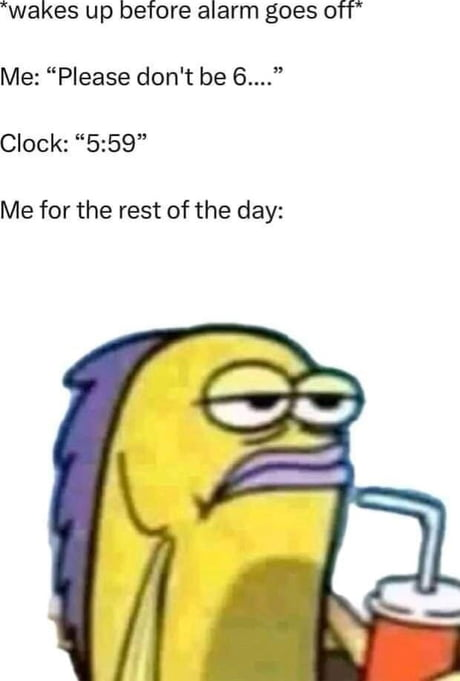 *wakes up before alarm goes off*
Me: “Please don't be 6....”
Clock: “5:59”
Me for the rest of the day: